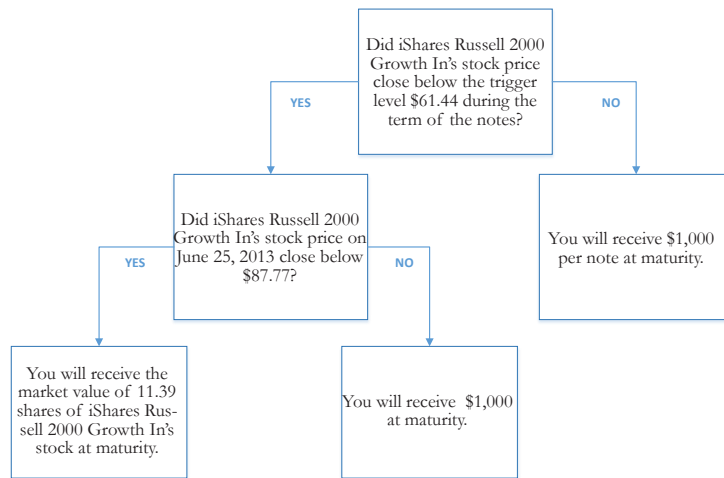 Did iShares Russell 2000
Growth In's stock price
close below the trigger
level $61.44 during the
term of the notes?
YES
NO
Did iShares Russell 2000
Growth In's stock price on
June 25, 2013 close below
$87.77?
You will receive $1,000
per note at maturity.
YES
NO
You will receive the
market value of 11.39
shares of iShares Rus-
sell 2000 Growth In's
stock at maturity.
You will receive $1,000
at maturity.